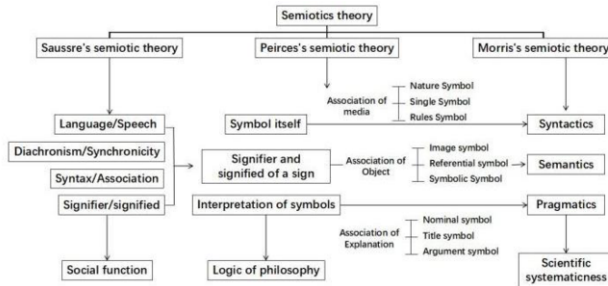 Semiotics theory
Saussre's semiotic theory
Peirces's semiotic theory
Morris's semiotic theory
Association of
media
Nature Symbol
Single Symbol
Rules Symbol
Language/Speech
Symbol itself
Syntactics
Diachronism/Synchronicity
Signifier and
signified of a sign
Association of
Object
Image symbol
Referential symbol
Symbolic Symbol
Semantics
Syntax/Association
Signifier/signified
Interpretation of symbols
Pragmatics
Association of
Explanation
Nominal symbol
Title symbol
Argument symbol
Social function
Logic of philosophy
Scientific
systematicness